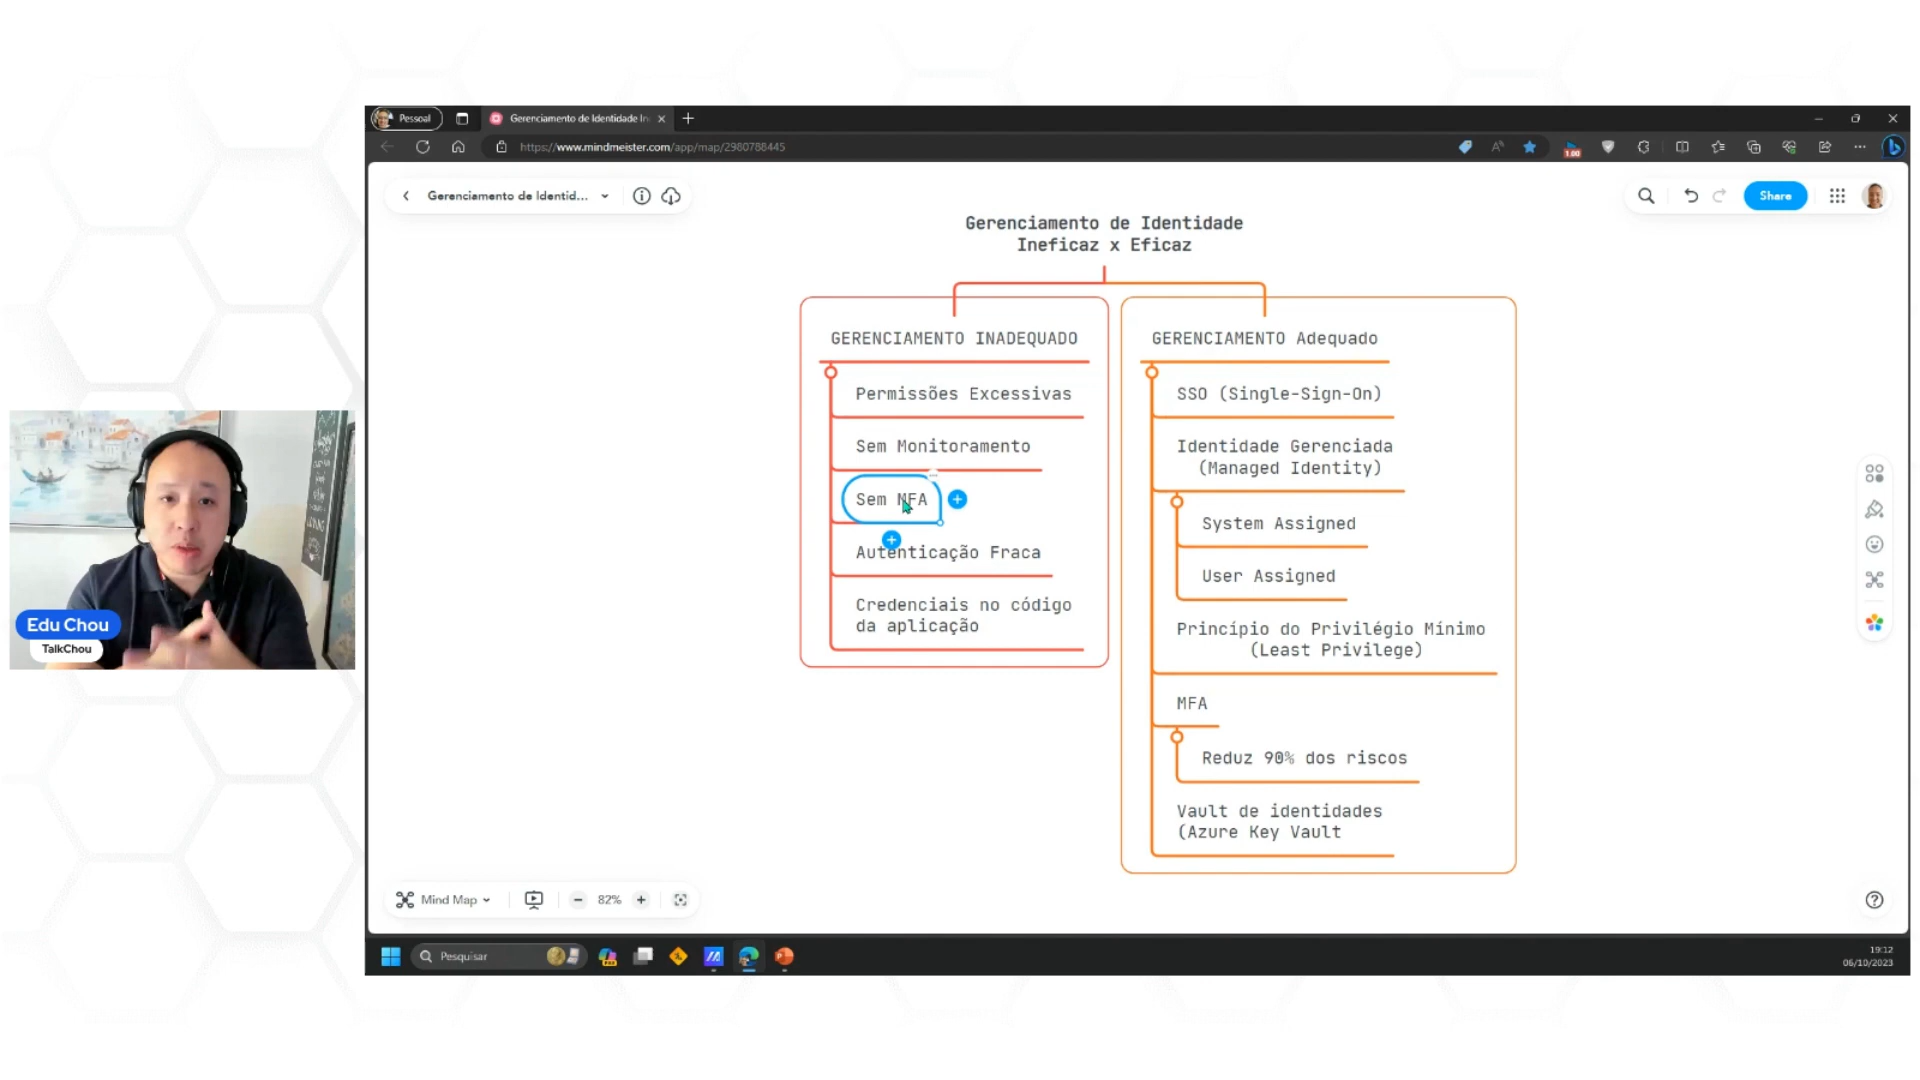 Pessoal
Gerenciamento de Identidade In
https://www.mindmeister.com/app/map/2980788445
1.00
Gerenciamento de Identid...
Share
Gerenciamento de Identidade
Ineficaz x Eficaz
GERENCIAMENTO INADEQUADO
Permissões Excessivas
Sem Monitoramento
Sem MFA
Autenticação Fraca
Credenciais no código
da aplicação
GERENCIAMENTO Adequado
SSO (Single-Sign-On)
Identidade Gerenciada
(Managed Identity)
System Assigned
User Assigned
Princípio do Privilégio Mínimo
(Least Privilege)
MFA
Reduz 90% dos riscos
Vault de identidades
(Azure Key Vault
Edu Chou
TalkChou
Mind Map
82%
Pesquisar
19:12
06/10/2023